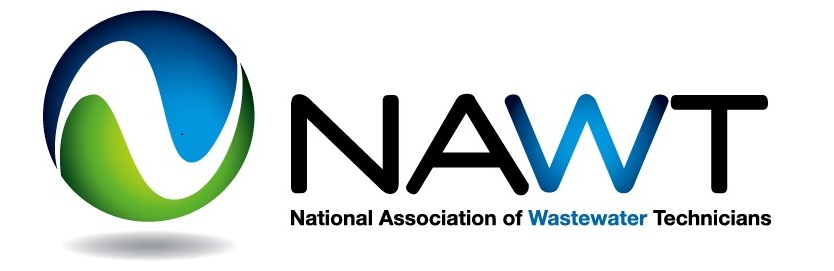 NAWT
National Association of Wastewater Technicians